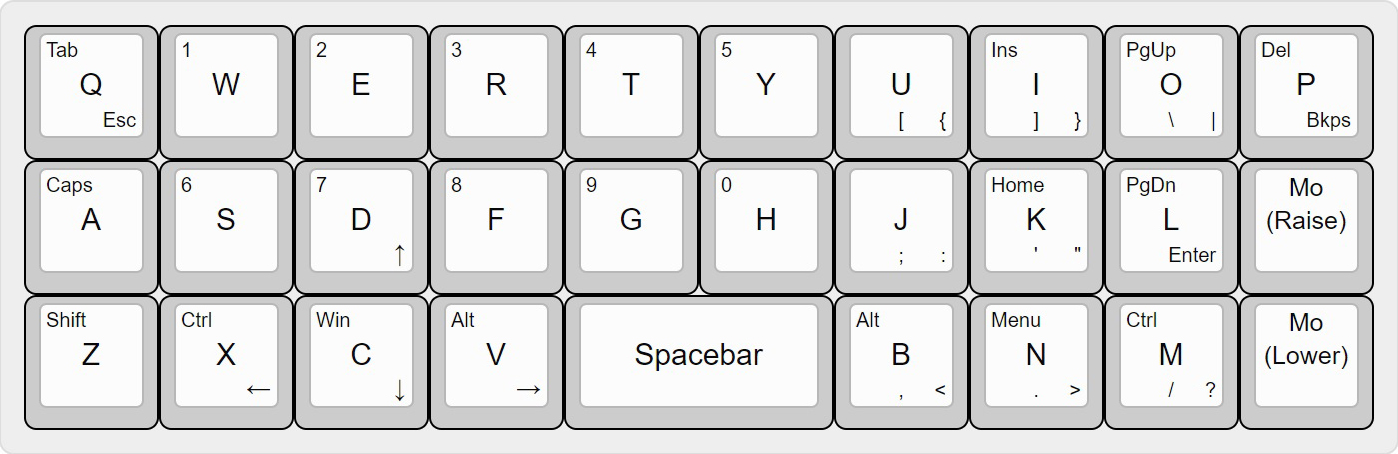 Tab 1 2 3 4 5 Ins PgUp Del
Q W E R T Y U I O P
Esc [ { ] } \ | Bkps
Caps 6 7 8 9 0 Home PgDn Mo
A S D F G H J K L (Raise)
↑ ; : ' " Enter
Shift Ctrl Win Alt Alt Menu Ctrl Mo
Z X C V Spacebar B N M (Lower)
← ↓ → , < . > / ?